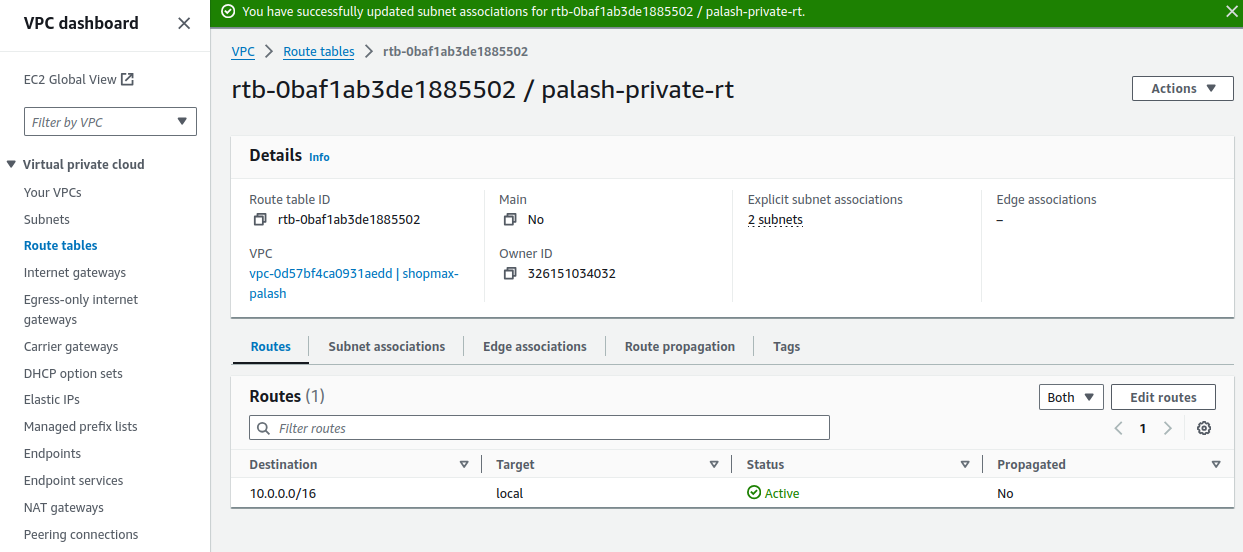 VPC dashboard
You have successfully updated subnet associations for rtb-0baf1ab3de1885502 / palash-private-rt.
EC2 Global View
Filter by VPC
Virtual private cloud
Your VPCs
Subnets
Route tables
Internet gateways
Egress-only internet
gateways
Carrier gateways
DHCP option sets
Elastic IPs
Managed prefix lists
Endpoints
Endpoint services
NAT gateways
Peering connections
VPC > Route tables > rtb-0baf1ab3de1885502
rtb-0baf1ab3de1885502 / palash-private-rt
Actions
Details Info
Route table ID
rtb-0baf1ab3de1885502
Main
No
Explicit subnet associations
2 subnets
Edge associations
–
VPC
vpc-0d57bf4ca0931aedd | shopmax-
palash
Owner ID
326151034032
Routes
Subnet associations
Edge associations
Route propagation
Tags
Routes (1)
Both
Edit routes
Filter routes
1
Destination Target Status Propagated
10.0.0.0/16 local Active No